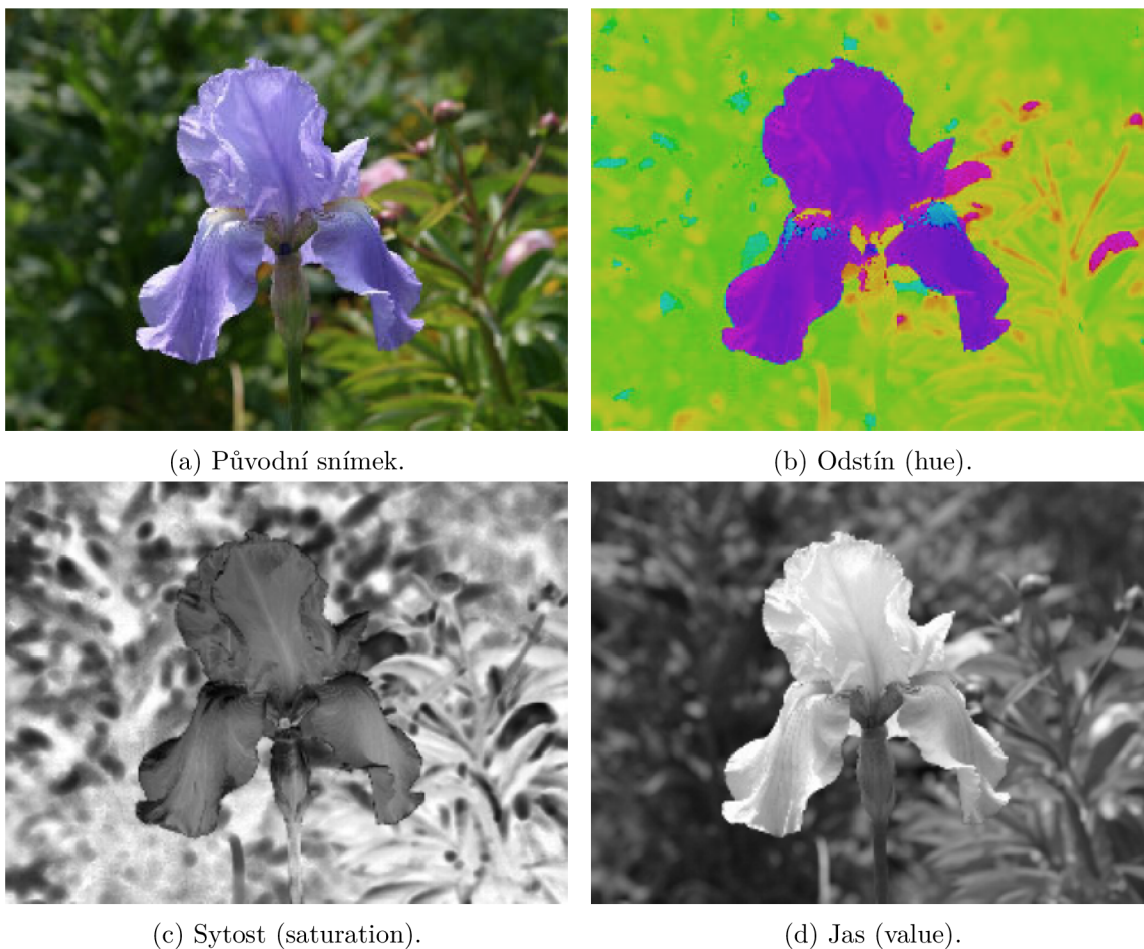 (a) Původní snímek.
(b) Odstín (hue).
(c) Sytost (saturation).
(d) Jas (value).